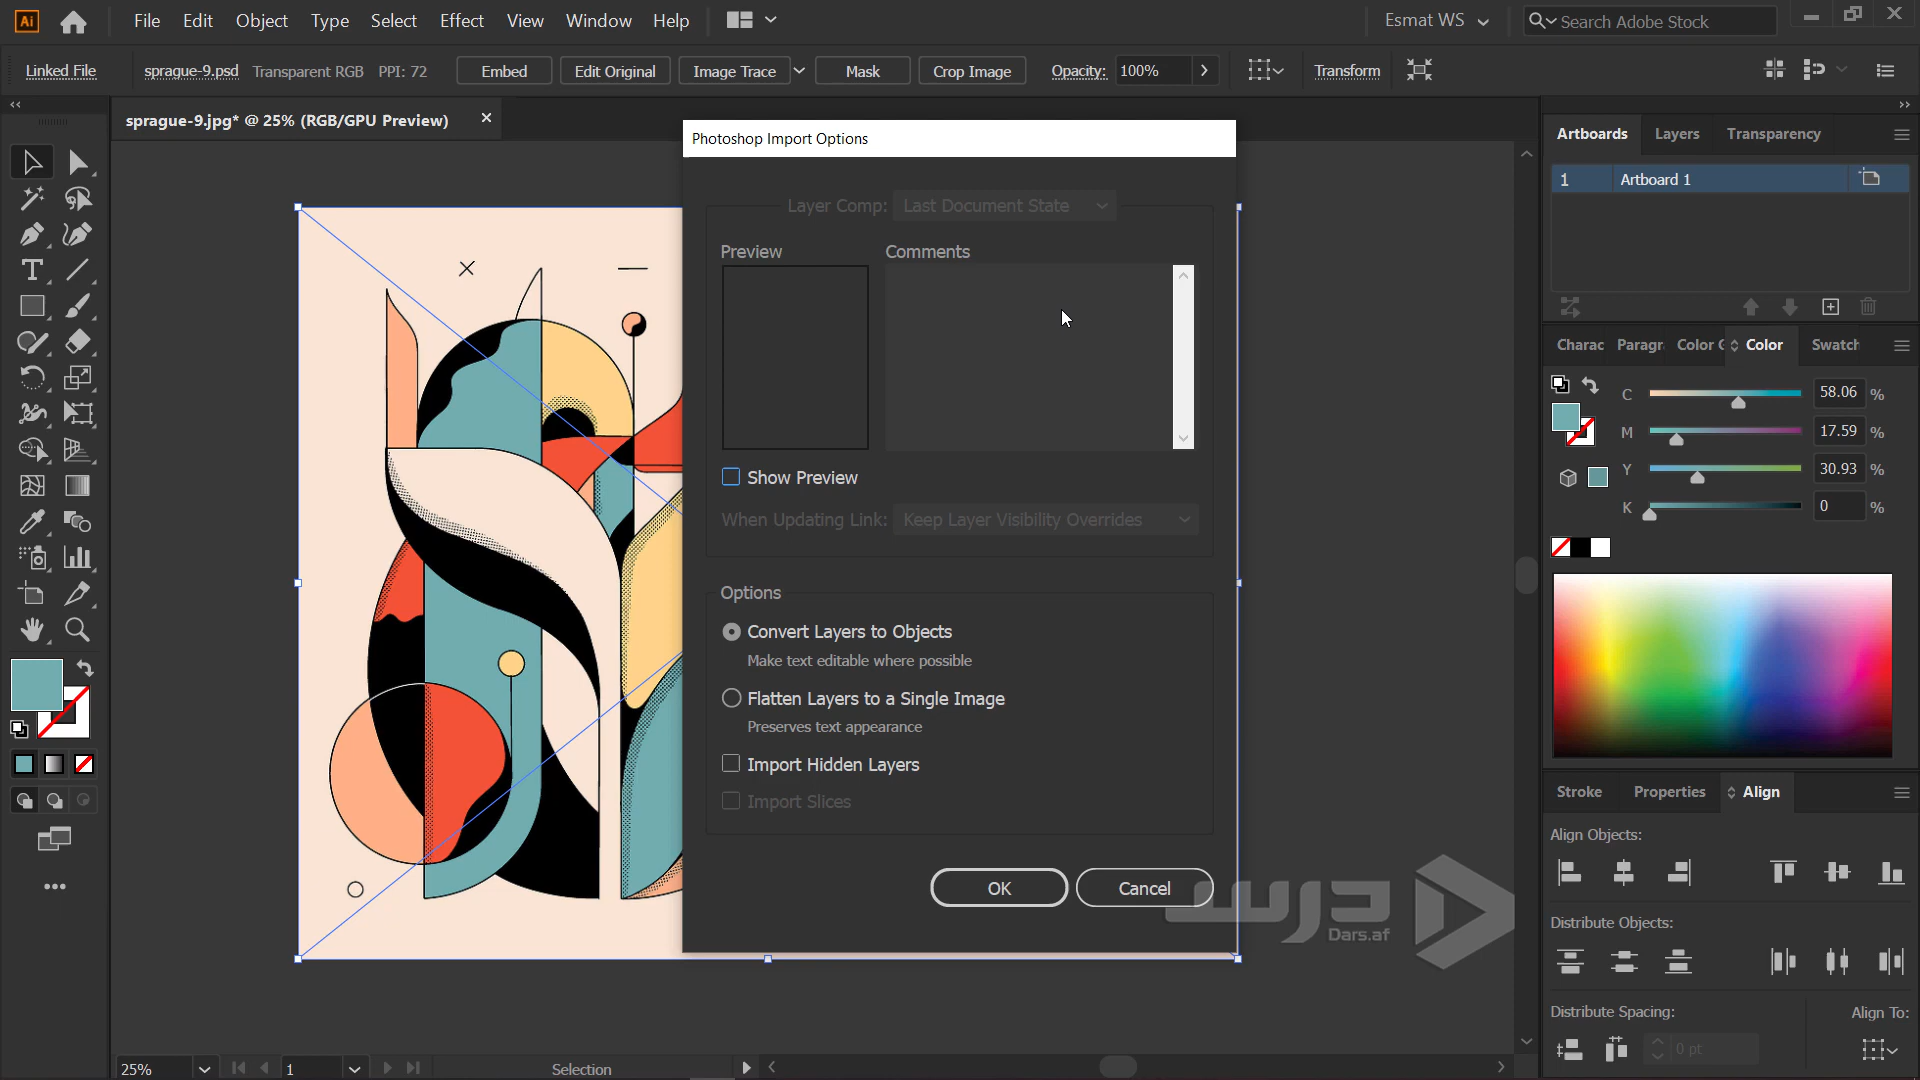 Ai
File Edit Object Type Select Effect View Window Help
Esmat WS
Search Adobe Stock
Linked File
sprague-9.psd Transparent RGB PPI: 72
Embed
Edit Original
Image Trace
Mask
Crop Image
Opacity: 100%
Transform
sprague-9.jpg* @ 25% (RGB/GPU Preview)
Photoshop Import Options
Layer Comp: Last Document State
Preview
Comments
Show Preview
When Updating Link: Keep Layer Visibility Overrides
Options
Convert Layers to Objects
Make text editable where possible
Flatten Layers to a Single Image
Preserves text appearance
Import Hidden Layers
Import Slices
OK
Cancel
درس
Dars.af
Artboards Layers Transparency
1 Artboard 1
Charac Paragr Color C Color Swatch
C 58.06 %
M 17.59 %
Y 30.93 %
K 0 %
Stroke Properties Align
Align Objects:
Distribute Objects:
Distribute Spacing: Align To:
0 pt
25%
1
Selection